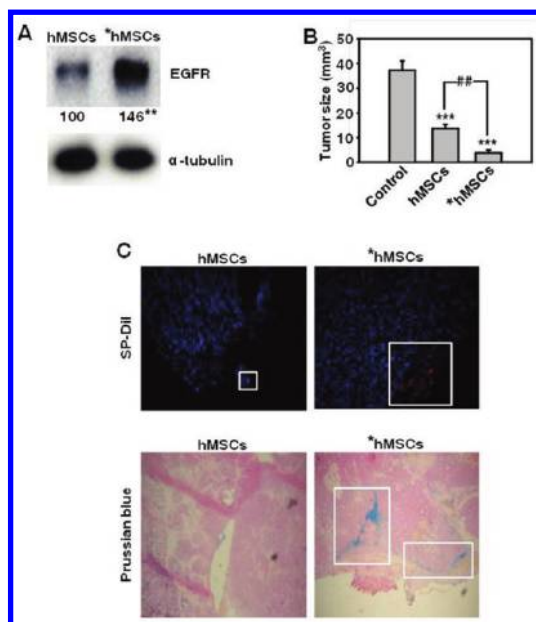 A
hMSCs *hMSCs
EGFR
100 146**
α-tubulin
B
Tumor size (mm³)
50
40
30
20
10
0
##
***
***
Control
hMSCs
*hMSCs
C
hMSCs *hMSCs
SP-DiI
hMSCs *hMSCs
Prussian blue